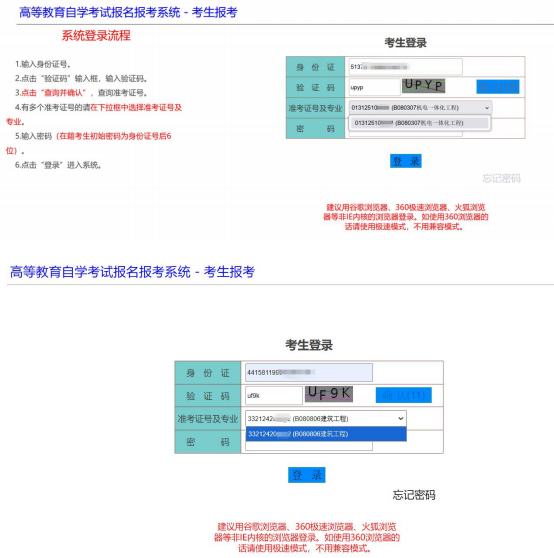 高等教育自学考试报名报考系统 - 考生报考
系统登录流程
1.输入身份证号。
2.点击“验证码”输入框，输入验证码。
3.点击“查询并确认”，查询准考证号。
4.有多个准考证号的请在下拉框中选择准考证号及
专业。
5.输入密码（在籍考生初始密码为身份证号后6
位）。
6.点击“登录”进入系统。
考生登录
身 份 证 5137
验 证 码 upyp UPYP
准考证号及专业 01312510 (B080307机电一体化工程)
01312510 (B080307机电一体化工程)
密 码
登 录
忘记密码
建议用谷歌浏览器、360极速浏览器、火狐浏览
器等非IE内核的浏览器登录。如使用360浏览器的
话请使用极速模式，不用兼容模式。
高等教育自学考试报名报考系统 - 考生报考
考生登录
身 份 证 44158119
验 证 码 uf9k UF9K 确认(11)
准考证号及专业 3321242 (B080806建筑工程)
33212420 (B080806建筑工程)
密 码
登 录
忘记密码
建议用谷歌浏览器、360极速浏览器、火狐浏览
器等非IE内核的浏览器登录。如使用360浏览器的
话请使用极速模式，不用兼容模式。